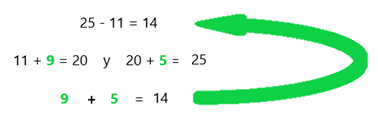 25 - 11 = 14
11 + 9 = 20 y 20 + 5 = 25
9 + 5 = 14